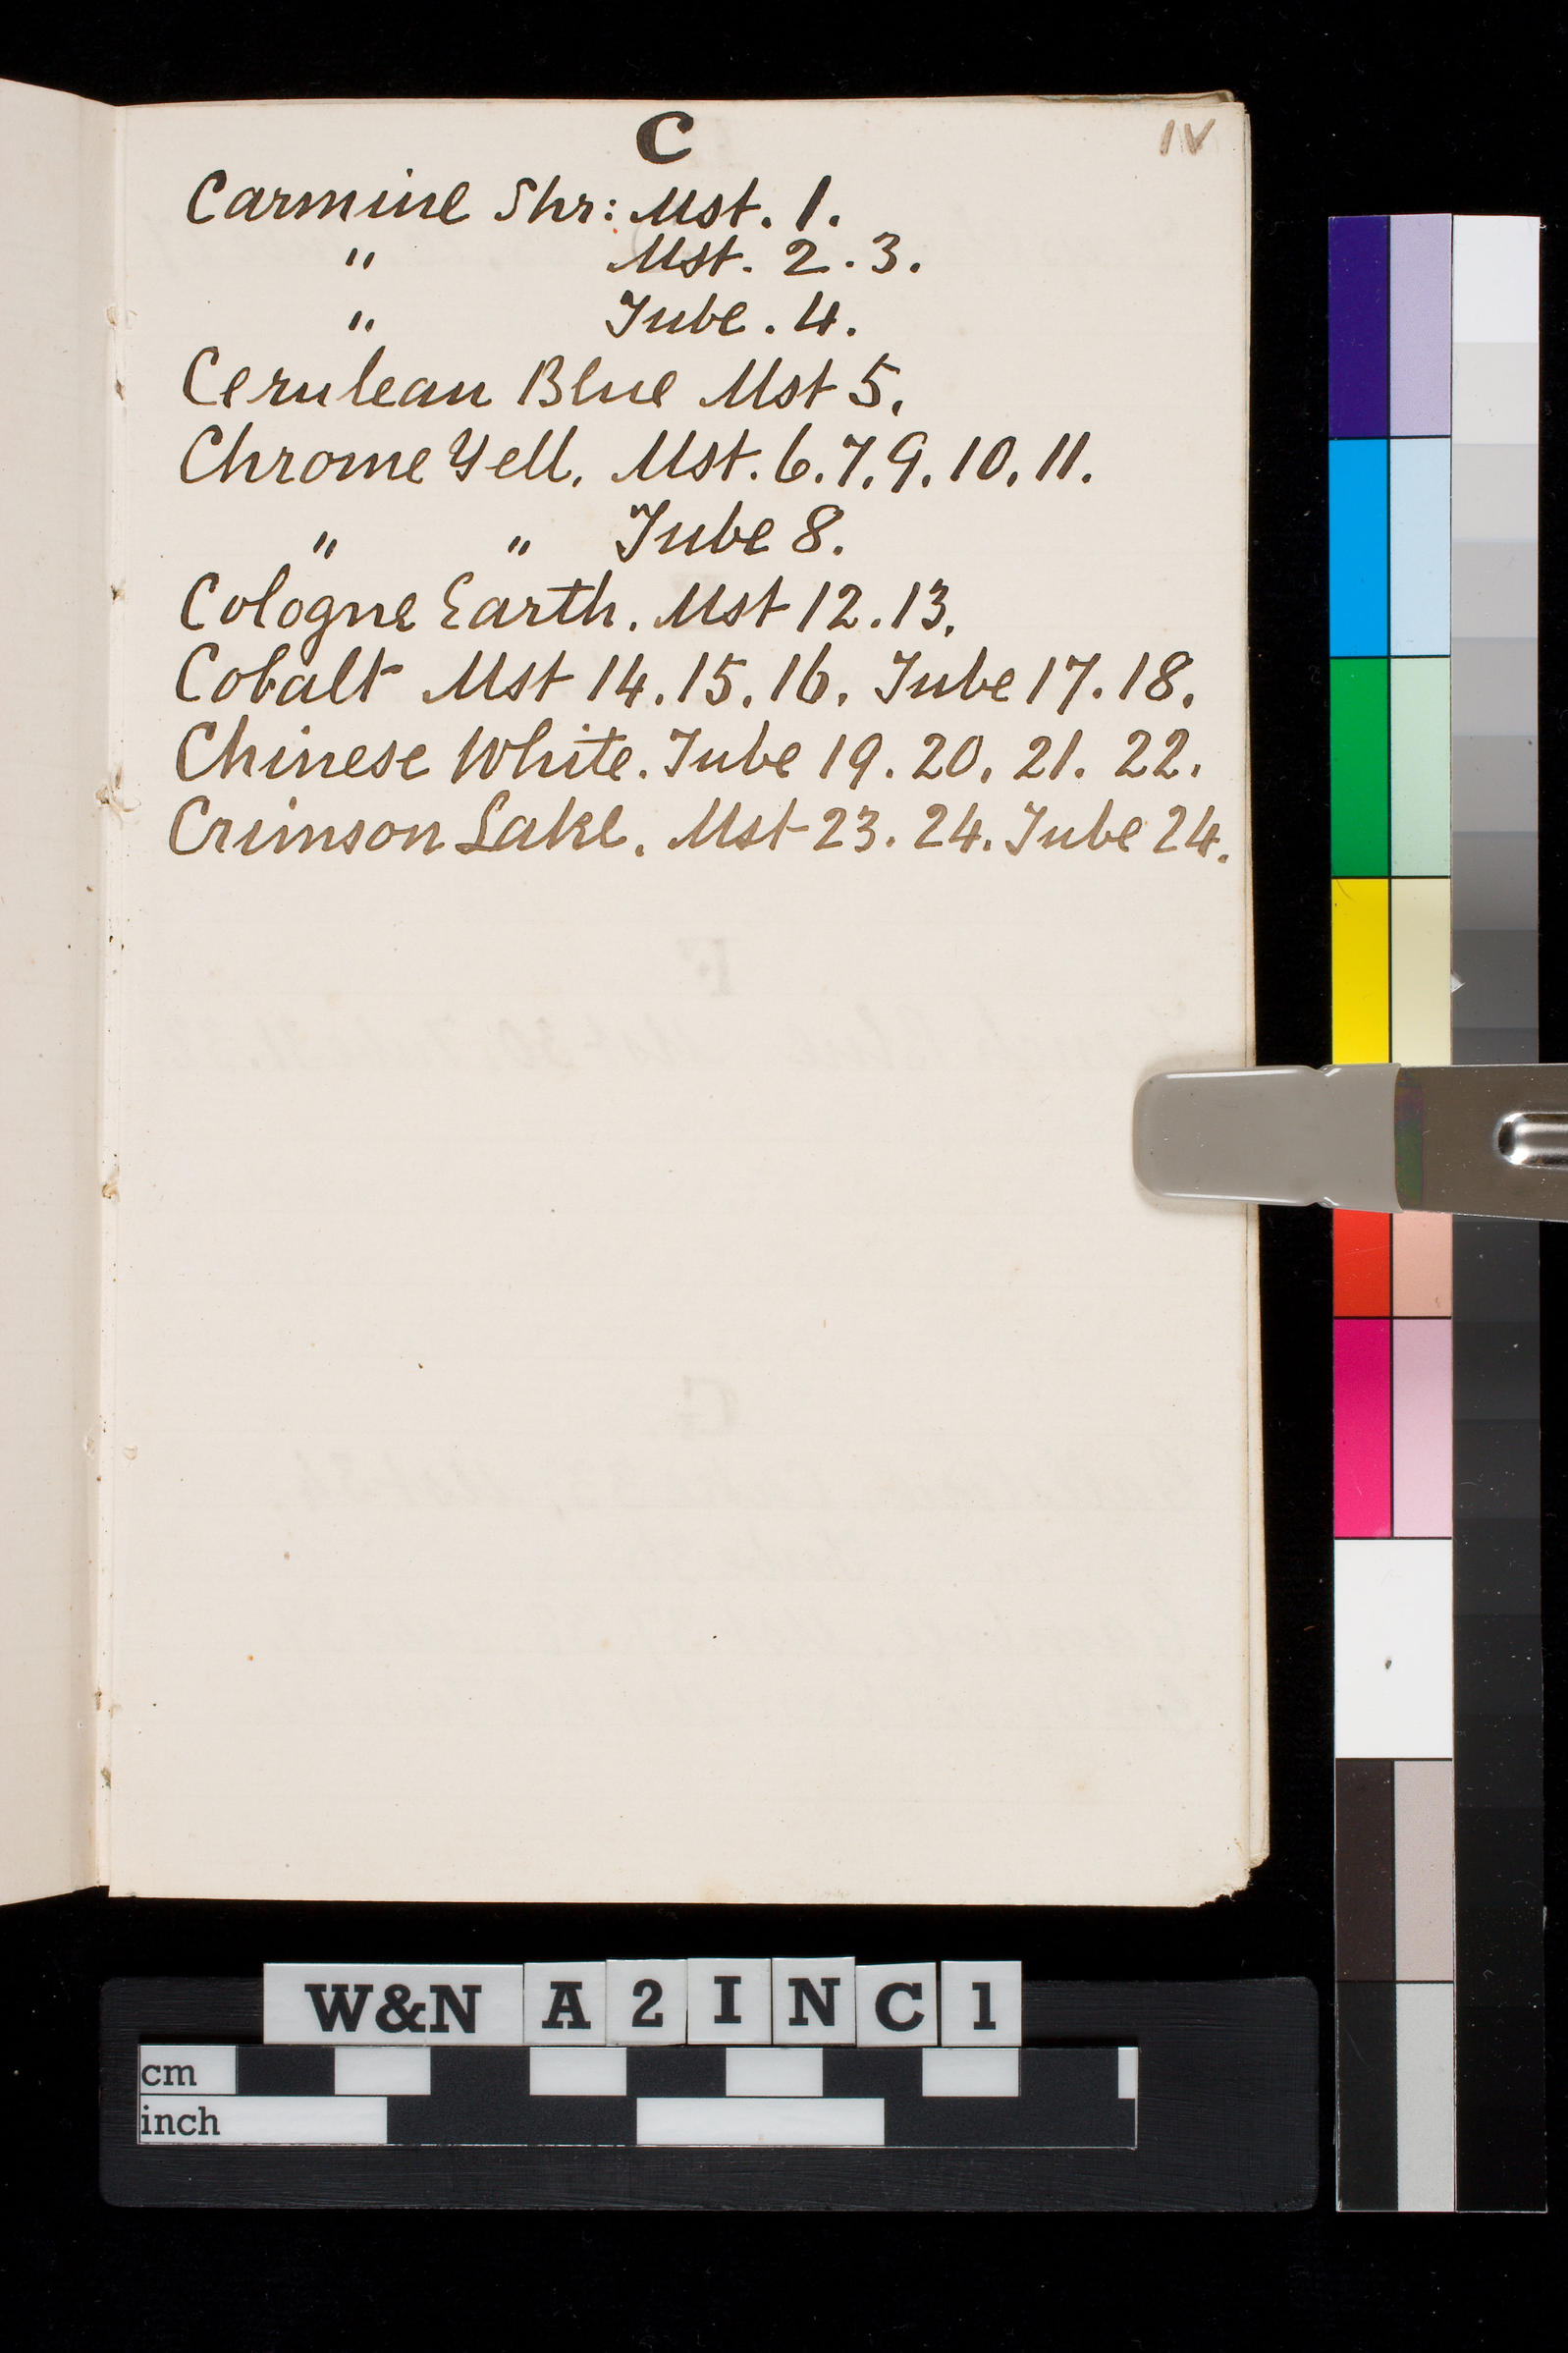 C
IV
Carmine Shr: Mst. 1.
" Mst. 2. 3.
" Tube. 4.
Cerulean Blue Mst 5.
Chrome Yell. Mst. 6. 7. 9. 10. 11.
" " Tube 8.
Cologne Earth. Mst 12. 13.
Cobalt Mst 14. 15. 16. Tube 17. 18.
Chinese White. Tube 19. 20. 21. 22.
Crimson Lake. Mst 23. 24. Tube 24.
W&N A 2 I N C 1
cm
inch